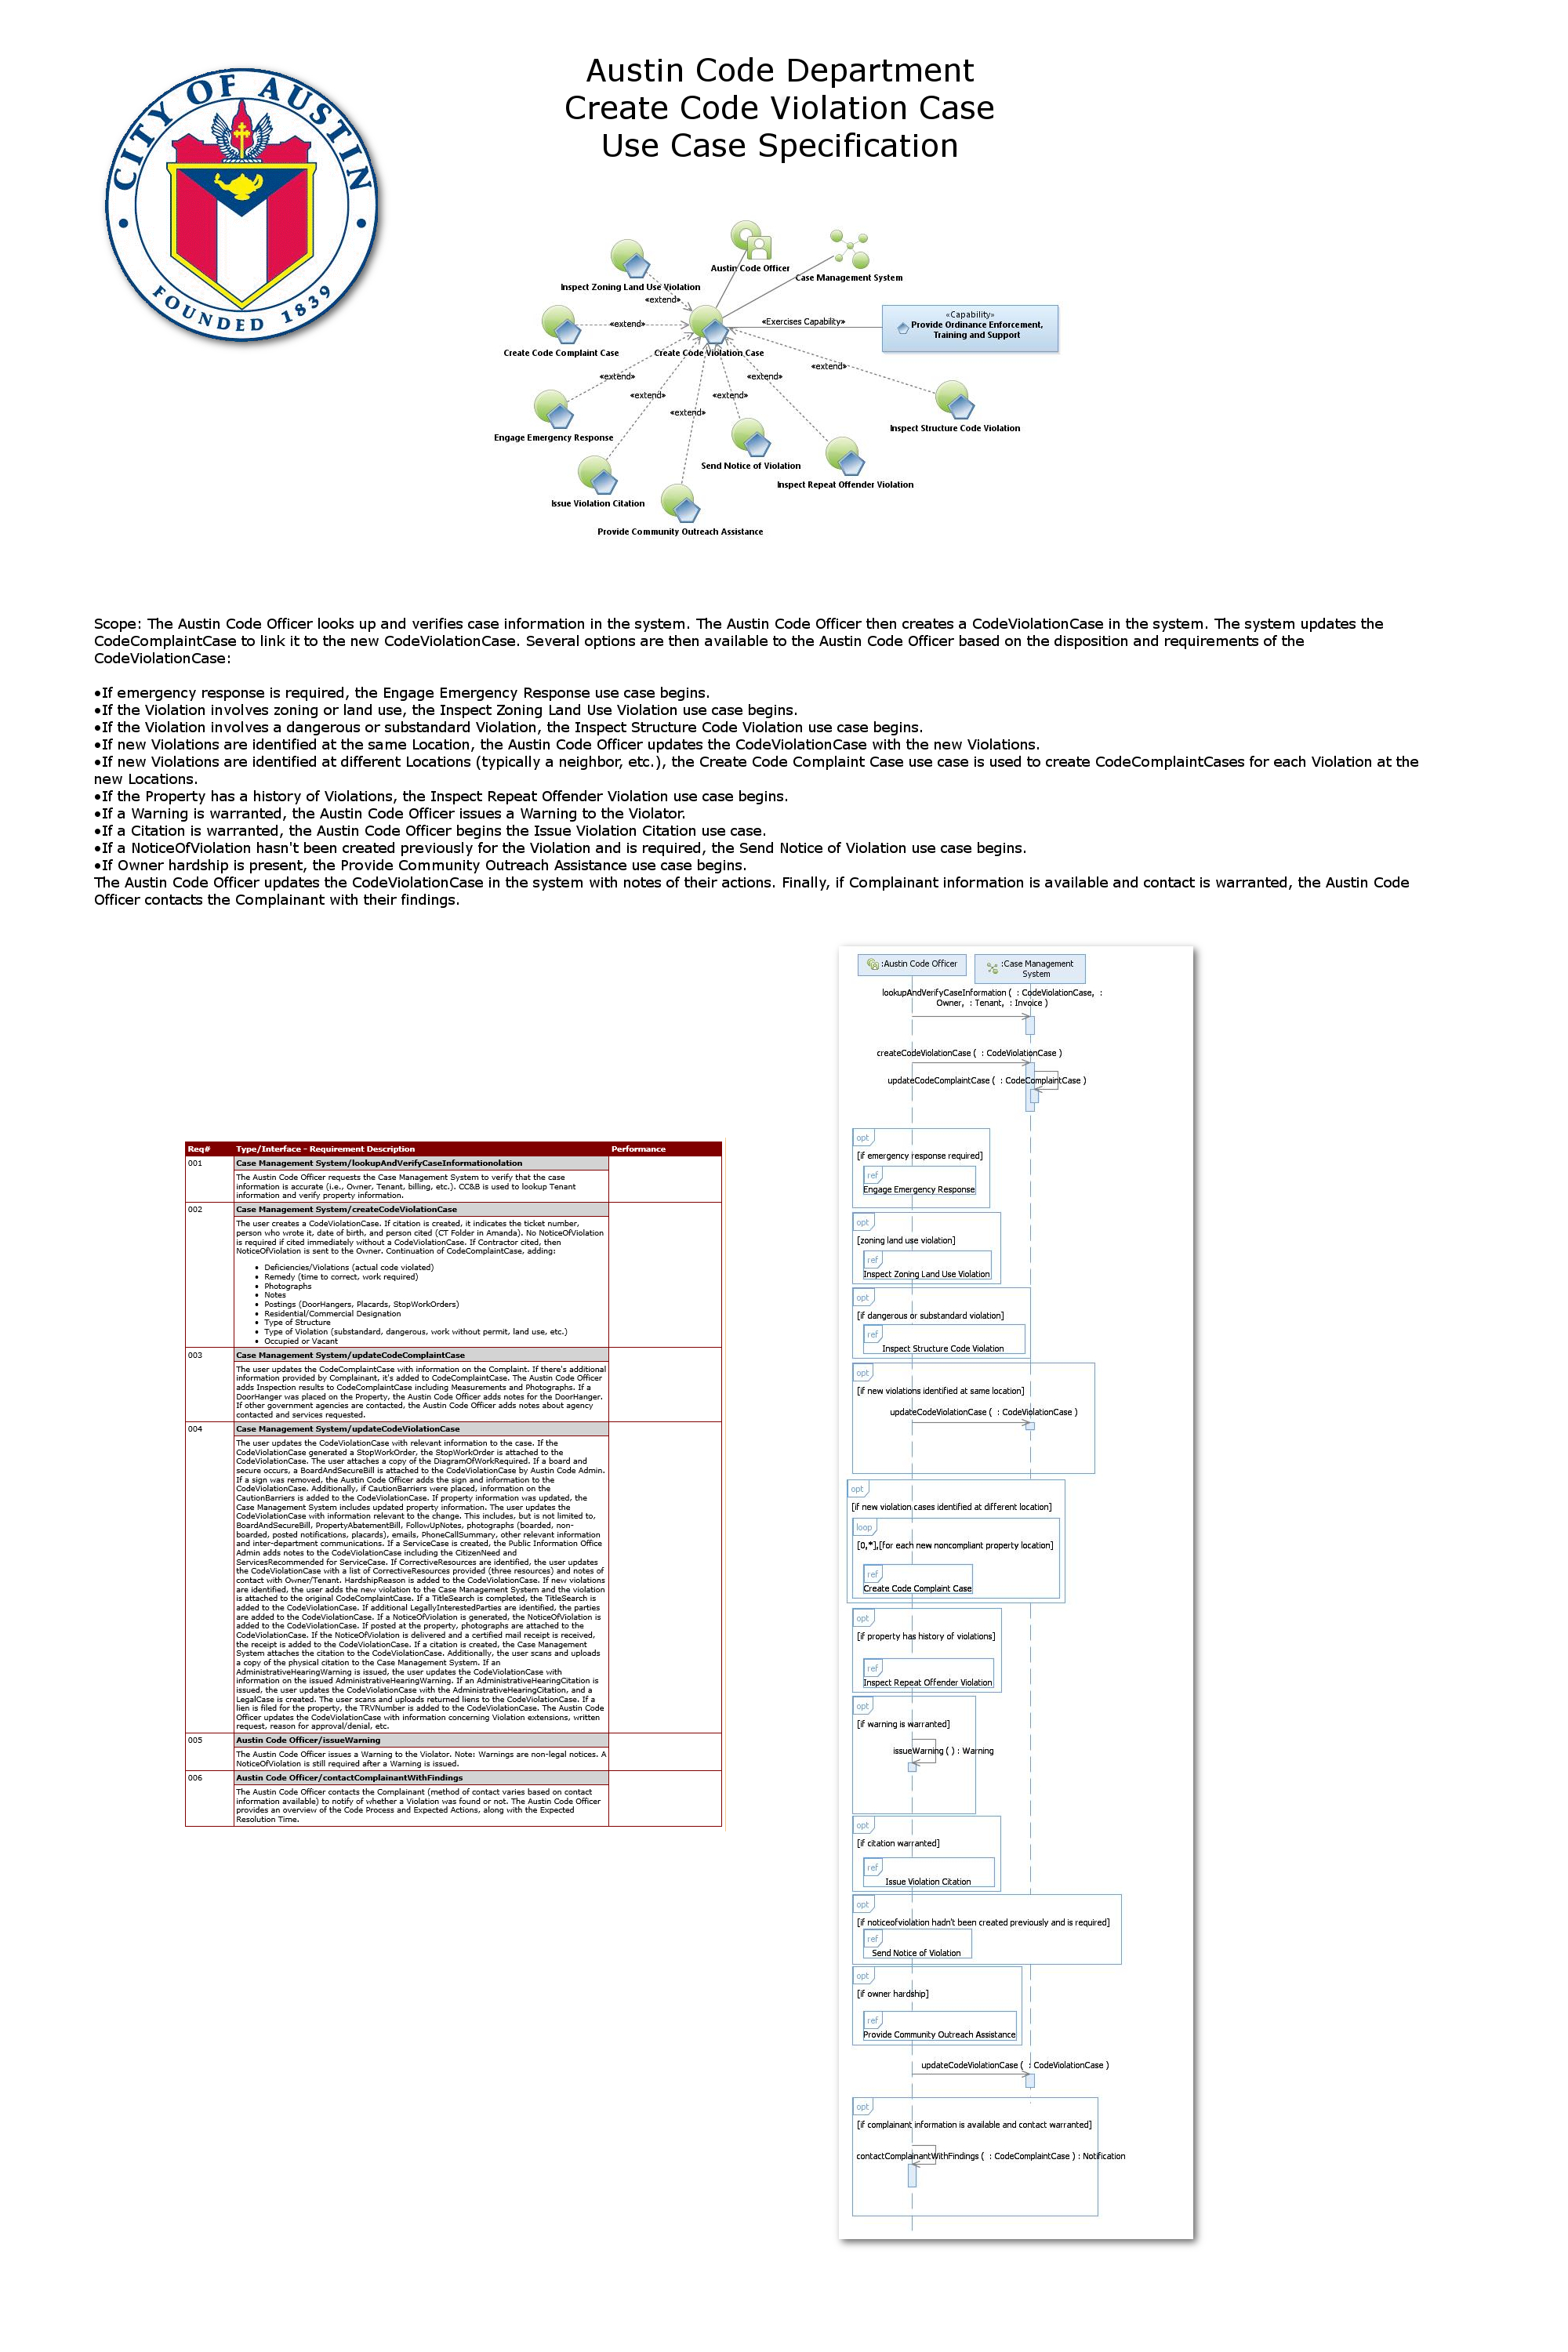 Austin Code Department
Create Code Violation Case
Use Case Specification
CITY OF AUSTIN
FOUNDED 1839
Austin Code Officer
Case Management System
Inspect Zoning Land Use Violation
«extend»
«extend»
«Exercises Capability»
«Capability»
Provide Ordinance Enforcement,
Training and Support
Create Code Complaint Case
Create Code Violation Case
«extend»
«extend»
«extend»
«extend»
«extend»
«extend»
Inspect Structure Code Violation
Engage Emergency Response
Send Notice of Violation
Inspect Repeat Offender Violation
Issue Violation Citation
Provide Community Outreach Assistance
Scope: The Austin Code Officer looks up and verifies case information in the system. The Austin Code Officer then creates a CodeViolationCase in the system. The system updates the
CodeComplaintCase to link it to the new CodeViolationCase. Several options are then available to the Austin Code Officer based on the disposition and requirements of the
CodeViolationCase:
•If emergency response is required, the Engage Emergency Response use case begins.
•If the Violation involves zoning or land use, the Inspect Zoning Land Use Violation use case begins.
•If the Violation involves a dangerous or substandard Violation, the Inspect Structure Code Violation use case begins.
•If new Violations are identified at the same Location, the Austin Code Officer updates the CodeViolationCase with the new Violations.
•If new Violations are identified at different Locations (typically a neighbor, etc.), the Create Code Complaint Case use case is used to create CodeComplaintCases for each Violation at the
new Locations.
•If the Property has a history of Violations, the Inspect Repeat Offender Violation use case begins.
•If a Warning is warranted, the Austin Code Officer issues a Warning to the Violator.
•If a Citation is warranted, the Austin Code Officer begins the Issue Violation Citation use case.
•If a NoticeOfViolation hasn't been created previously for the Violation and is required, the Send Notice of Violation use case begins.
•If Owner hardship is present, the Provide Community Outreach Assistance use case begins.
The Austin Code Officer updates the CodeViolationCase in the system with notes of their actions. Finally, if Complainant information is available and contact is warranted, the Austin Code
Officer contacts the Complainant with their findings.
Req# Type/Interface - Requirement Description Performance
001 Case Management System/lookupAndVerifyCaseInformationolation
The Austin Code Officer requests the Case Management System to verify that the case
information is accurate (i.e., Owner, Tenant, billing, etc.). CC&B is used to lookup Tenant
information and verify property information.
002 Case Management System/createCodeViolationCase
The user creates a CodeViolationCase. If citation is created, it indicates the ticket number,
person who wrote it, date of birth, and person cited (CT Folder in Amanda). No NoticeOfViolation
is required if cited immediately without a CodeViolationCase. If Contractor cited, then
NoticeOfViolation is sent to the Owner. Continuation of CodeComplaintCase, adding:
• Deficiencies/Violations (actual code violated)
• Remedy (time to correct, work required)
• Photographs
• Notes
• Postings (DoorHangers, Placards, StopWorkOrders)
• Residential/Commercial Designation
• Type of Structure
• Type of Violation (substandard, dangerous, work without permit, land use, etc.)
• Occupied or Vacant
003 Case Management System/updateCodeComplaintCase
The user updates the CodeComplaintCase with information on the Complaint. If there's additional
information provided by Complainant, it's added to CodeComplaintCase. The Austin Code Officer
adds Inspection results to CodeComplaintCase including Measurements and Photographs. If a
DoorHanger was placed on the Property, the Austin Code Officer adds notes for the DoorHanger.
If other government agencies are contacted, the Austin Code Officer adds notes about agency
contacted and services requested.
004 Case Management System/updateCodeViolationCase
The user updates the CodeViolationCase with relevant information to the case. If the
CodeViolationCase generated a StopWorkOrder, the StopWorkOrder is attached to the
CodeViolationCase. The user attaches a copy of the DiagramOfWorkRequired. If a board and
secure occurs, a BoardAndSecureBill is attached to the CodeViolationCase by Austin Code Admin.
If a sign was removed, the Austin Code Officer adds the sign and information to the
CodeViolationCase. Additionally, if CautionBarriers were placed, information on the
CautionBarriers is added to the CodeViolationCase. If property information was updated, the
Case Management System includes updated property information. The user updates the
CodeViolationCase with information relevant to the change. This includes, but is not limited to,
BoardAndSecureBill, PropertyAbatementBill, FollowUpNotes, photographs (boarded, non-
boarded, posted notifications, placards), emails, PhoneCallSummary, other relevant information
and inter-department communications. If a ServiceCase is created, the Public Information Office
Admin adds notes to the CodeViolationCase including the CitizenNeed and
ServicesRecommended for ServiceCase. If CorrectiveResources are identified, the user updates
the CodeViolationCase with a list of CorrectiveResources provided (three resources) and notes of
contact with Owner/Tenant. HardshipReason is added to the CodeViolationCase. If new violations
are identified, the user adds the new violation to the Case Management System and the violation
is attached to the original CodeComplaintCase. If a TitleSearch is completed, the TitleSearch is
added to the CodeViolationCase. If additional LegallyInterestedParties are identified, the parties
are added to the CodeViolationCase. If a NoticeOfViolation is generated, the NoticeOfViolation is
added to the CodeViolationCase. If posted at the property, photographs are attached to the
CodeViolationCase. If the NoticeOfViolation is delivered and a certified mail receipt is received,
the receipt is added to the CodeViolationCase. If a citation is created, the Case Management
System attaches the citation to the CodeViolationCase. Additionally, the user scans and uploads
a copy of the physical citation to the Case Management System. If an
AdministrativeHearingWarning is issued, the user updates the CodeViolationCase with
information on the issued AdministrativeHearingWarning. If an AdministrativeHearingCitation is
issued, the user updates the CodeViolationCase with the AdministrativeHearingCitation, and a
LegalCase is created. The user scans and uploads returned liens to the CodeViolationCase. If a
lien is filed for the property, the TRVNumber is added to the CodeViolationCase. The Austin Code
Officer updates the CodeViolationCase with information concerning Violation extensions, written
request, reason for approval/denial, etc.
005 Austin Code Officer/issueWarning
The Austin Code Officer issues a Warning to the Violator. Note: Warnings are non-legal notices. A
NoticeOfViolation is still required after a Warning is issued.
006 Austin Code Officer/contactComplainantWithFindings
The Austin Code Officer contacts the Complainant (method of contact varies based on contact
information available) to notify of whether a Violation was found or not. The Austin Code Officer
provides an overview of the Code Process and Expected Actions, along with the Expected
Resolution Time.
:Austin Code Officer
:Case Management
System
lookupAndVerifyCaseInformation ( : CodeViolationCase, :
Owner, : Tenant, : Invoice )
createCodeViolationCase ( : CodeViolationCase )
updateCodeComplaintCase ( : CodeComplaintCase )
opt
[if emergency response required]
ref
Engage Emergency Response
opt
[zoning land use violation]
ref
Inspect Zoning Land Use Violation
opt
[if dangerous or substandard violation]
ref
Inspect Structure Code Violation
opt
[if new violations identified at same location]
updateCodeViolationCase ( : CodeViolationCase )
opt
[if new violation cases identified at different location]
loop
[0,*],[for each new noncompliant property location]
ref
Create Code Complaint Case
opt
[if property has history of violations]
ref
Inspect Repeat Offender Violation
opt
[if warning is warranted]
issueWarning ( ) : Warning
opt
[if citation warranted]
ref
Issue Violation Citation
opt
[if noticeofviolation hadn't been created previously and is required]
ref
Send Notice of Violation
opt
[if owner hardship]
ref
Provide Community Outreach Assistance
updateCodeViolationCase ( : CodeViolationCase )
opt
[if complainant information is available and contact warranted]
contactComplainantWithFindings ( : CodeComplaintCase ) : Notification